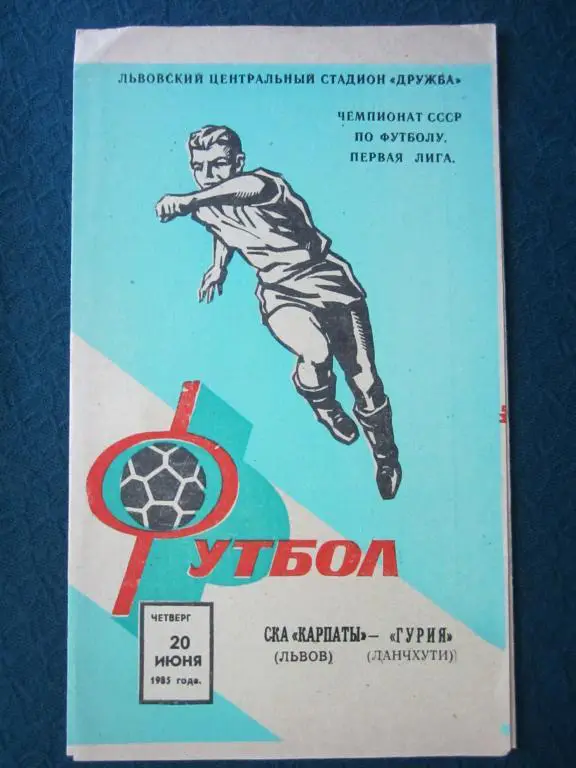 ЛЬВОВСКИЙ ЦЕНТРАЛЬНЫЙ СТАДИОН «ДРУЖБА»
ЧЕМПИОНАТ СССР
ПО ФУТБОЛУ.
ПЕРВАЯ ЛИГА.
ФУТБОЛ
ЧЕТВЕРГ
20
ИЮНЯ
1985 года.
СКА «КАРПАТЫ» — «ГУРИЯ»
(ЛЬВОВ) (ЛАНЧХУТИ)